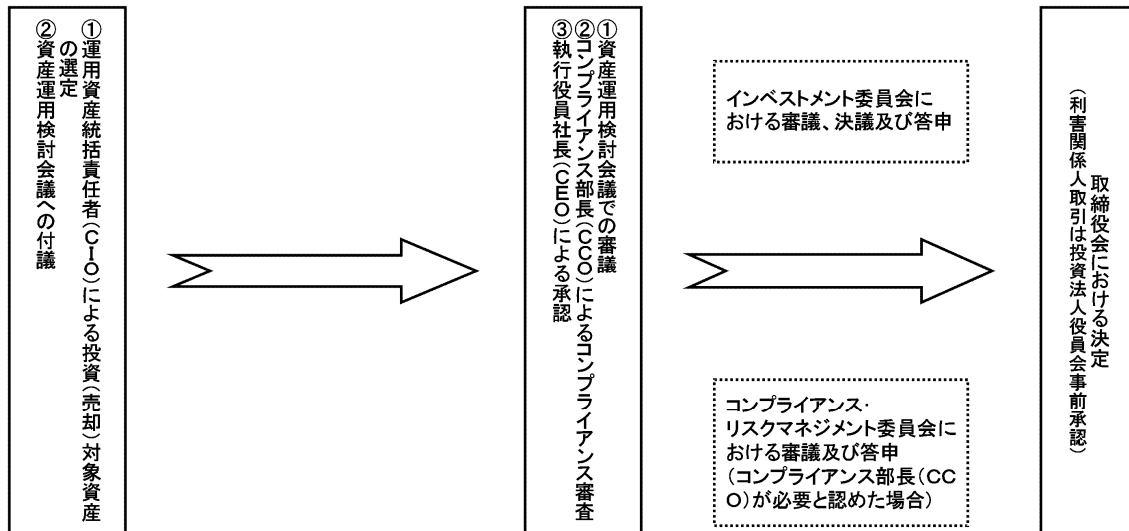 ①運用資産統括責任者(CIO)による投資(売却)対象資産
の選定
②資産運用検討会議への付議
①資産運用検討会議での審議
②コンプライアンス部長(CCO)によるコンプライアンス審査
③執行役員社長(CEO)による承認
インベストメント委員会に
おける審議、決議及び答申
コンプライアンス・
リスクマネジメント委員会に
おける審議及び答申
(コンプライアンス部長(CC
O)が必要と認めた場合)
取締役会における決定
(利害関係人取引は投資法人役員会事前承認)